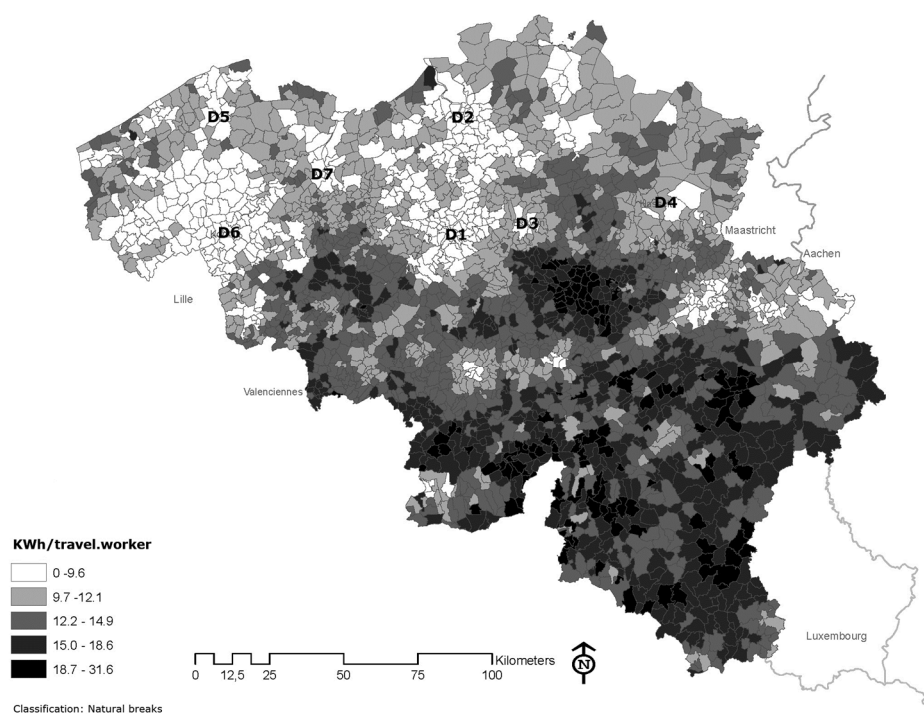 D5
D2
D7
D4
D3
D6
D1
Maastricht
Aachen
Lille
Valenciennes
KWh/travel.worker
0 -9.6
9.7 -12.1
12.2 - 14.9
15.0 - 18.6
18.7 - 31.6
Luxembourg
Kilometers
N
0 12,5 25 50 75 100
Classification: Natural breaks